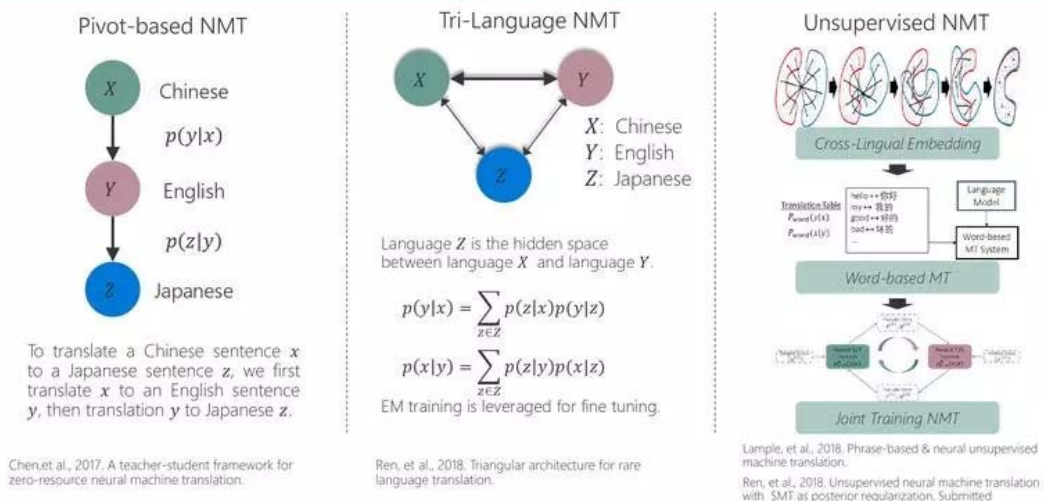 Pivot-based NMT
X
Chinese
p(y|x)
Y
English
p(z|y)
Z
Japanese
To translate a Chinese sentence x
to a Japanese sentence z, we first
translate x to an English sentence
y, then translation y to Japanese z.
Chen,et al., 2017. A teacher-student framework for
zero-resource neural machine translation.
Tri-Language NMT
X
Y
Z
X: Chinese
Y: English
Z: Japanese
Language Z is the hidden space
between language X and language Y.
p(y|x) = ∑ p(z|x)p(y|z)
z∈Z
p(x|y) = ∑ p(z|y)p(x|z)
z∈Z
EM training is leveraged for fine tuning.
Ren, et al., 2018. Triangular architecture for rare
language translation.
Unsupervised NMT
Cross-Lingual Embedding
Translation Table
P word (y|x)
P word (x|y)
hello ↔ 你好
my ↔ 我的
good ↔ 好的
bad ↔ 坏的
...
Language
Model
Word-based
MT System
Word-based MT
Joint Training NMT
Lample, et al., 2018. Phrase-based & neural unsupervised
machine translation.
Ren, et al., 2018. Unsupervised neural machine translation
with SMT as posterior regularization. Submitted